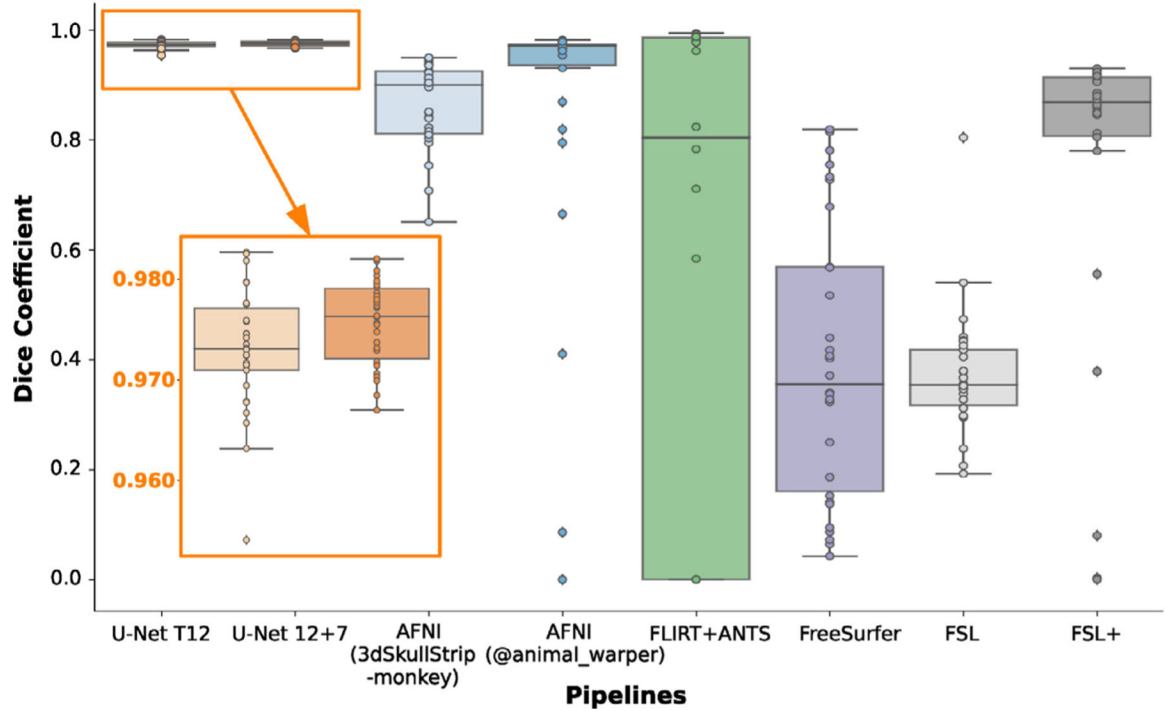 1.0
0.8
0.6
0.4
0.2
0.0
Dice Coefficient
0.980
0.970
0.960
U-Net T12
U-Net 12+7
AFNI
(3dSkullStrip
-monkey)
AFNI
(@animal_warper)
FLIRT+ANTS
FreeSurfer
FSL
FSL+
Pipelines